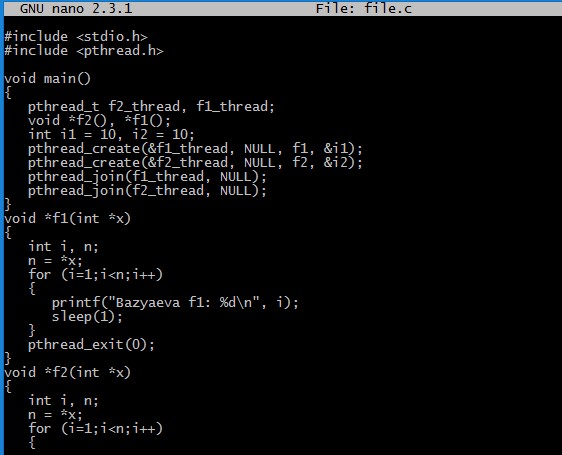 GNU nano 2.3.1 File: file.c
#include <stdio.h>
#include <pthread.h>
void main()
{
pthread_t f2_thread, f1_thread;
void *f2(), *f1();
int i1 = 10, i2 = 10;
pthread_create(&f1_thread, NULL, f1, &i1);
pthread_create(&f2_thread, NULL, f2, &i2);
pthread_join(f1_thread, NULL);
pthread_join(f2_thread, NULL);
}
void *f1(int *x)
{
int i, n;
n = *x;
for (i=1;i<n;i++)
{
printf("Bazyaeva f1: %d\n", i);
sleep(1);
}
pthread_exit(0);
}
void *f2(int *x)
{
int i, n;
n = *x;
for (i=1;i<n;i++)
{